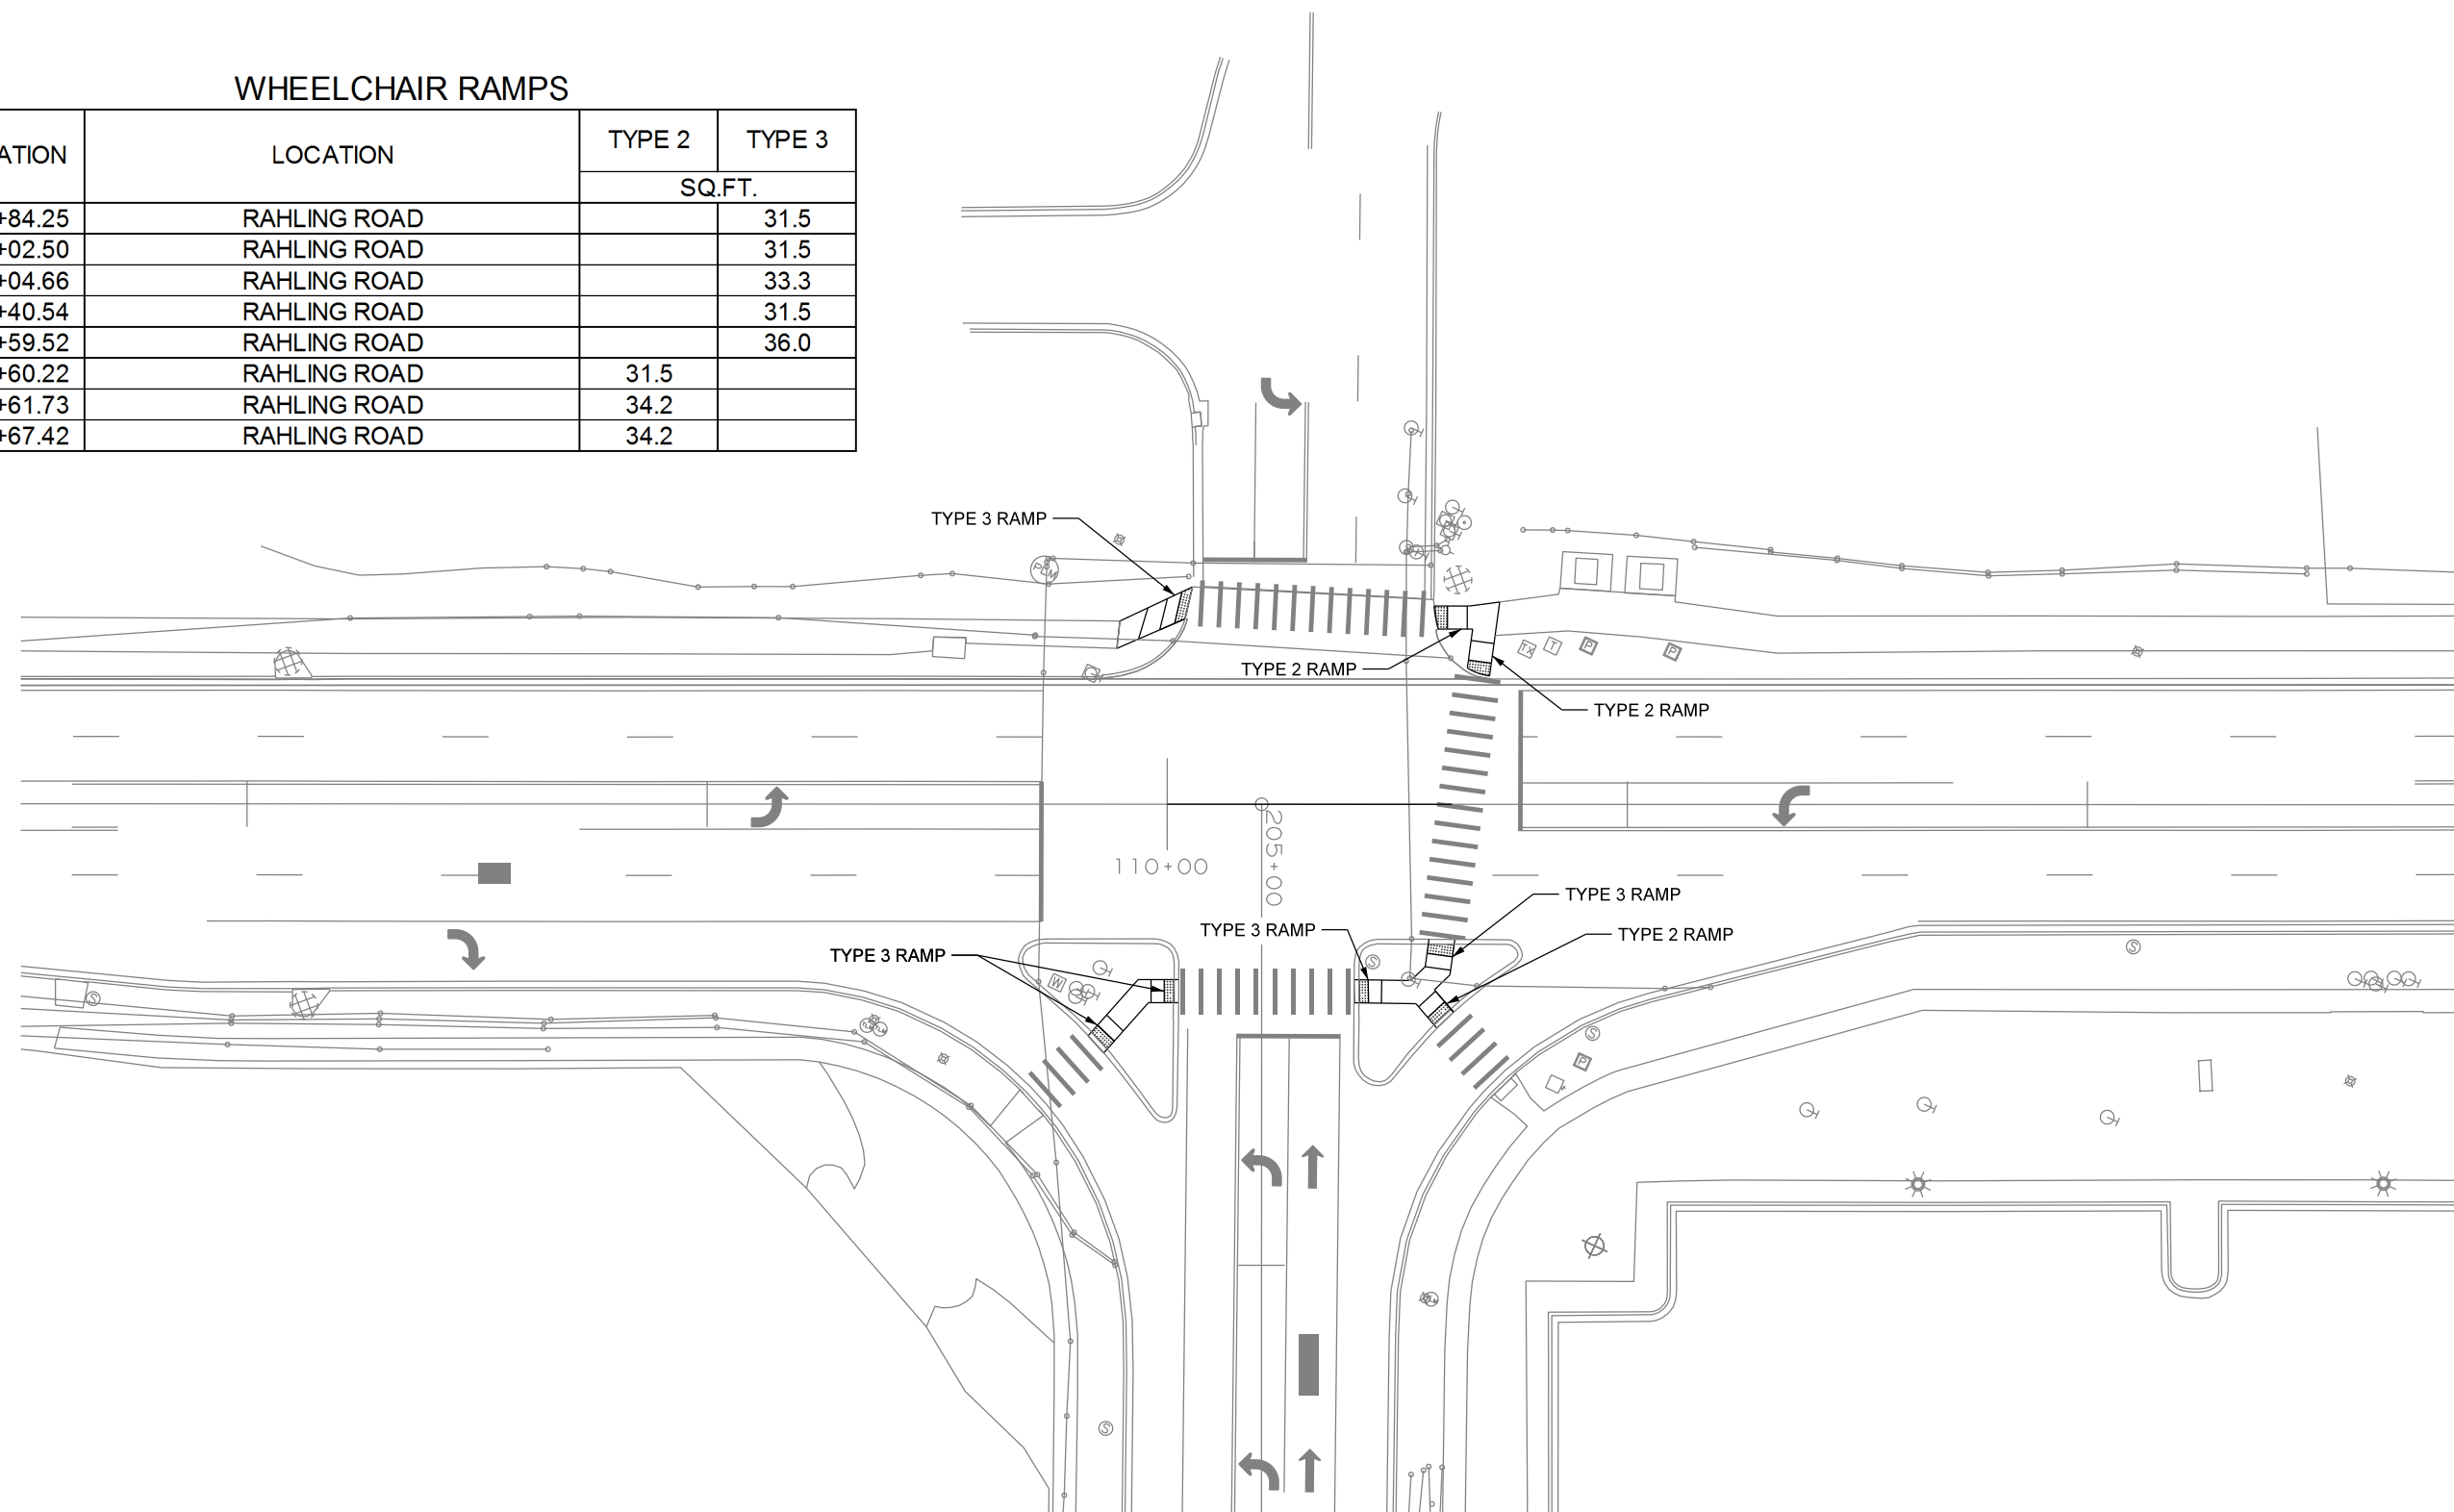 WHEELCHAIR RAMPS
ATION LOCATION TYPE 2 TYPE 3
SQ.FT.
+84.25 RAHLING ROAD 31.5
+02.50 RAHLING ROAD 31.5
+04.66 RAHLING ROAD 33.3
+40.54 RAHLING ROAD 31.5
+59.52 RAHLING ROAD 36.0
+60.22 RAHLING ROAD 31.5
+61.73 RAHLING ROAD 34.2
+67.42 RAHLING ROAD 34.2
TYPE 3 RAMP
PLM
TYPE 2 RAMP
TX
T
P
P
TYPE 2 RAMP
110+00
205+00
TYPE 3 RAMP
TYPE 3 RAMP
TYPE 2 RAMP
TYPE 3 RAMP
W
S
S
S
S
P
S